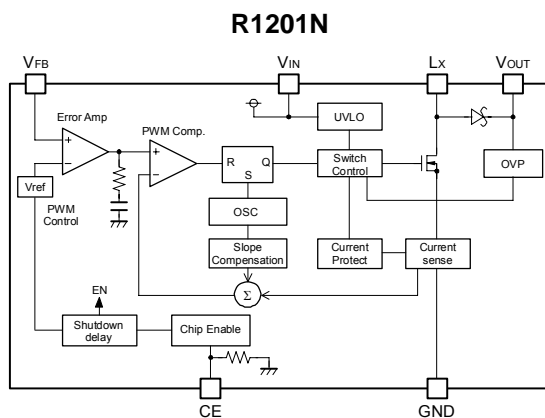 R1201N
VFB
VIN
LX
VOUT
Error Amp
PWM Comp.
UVLO
+
-
+
-
R
Q
S
Switch
Control
OVP
Vref
PWM
Control
OSC
Slope
Compensation
Current
Protect
Current
sense
Σ
EN
Shutdown
delay
Chip Enable
CE
GND